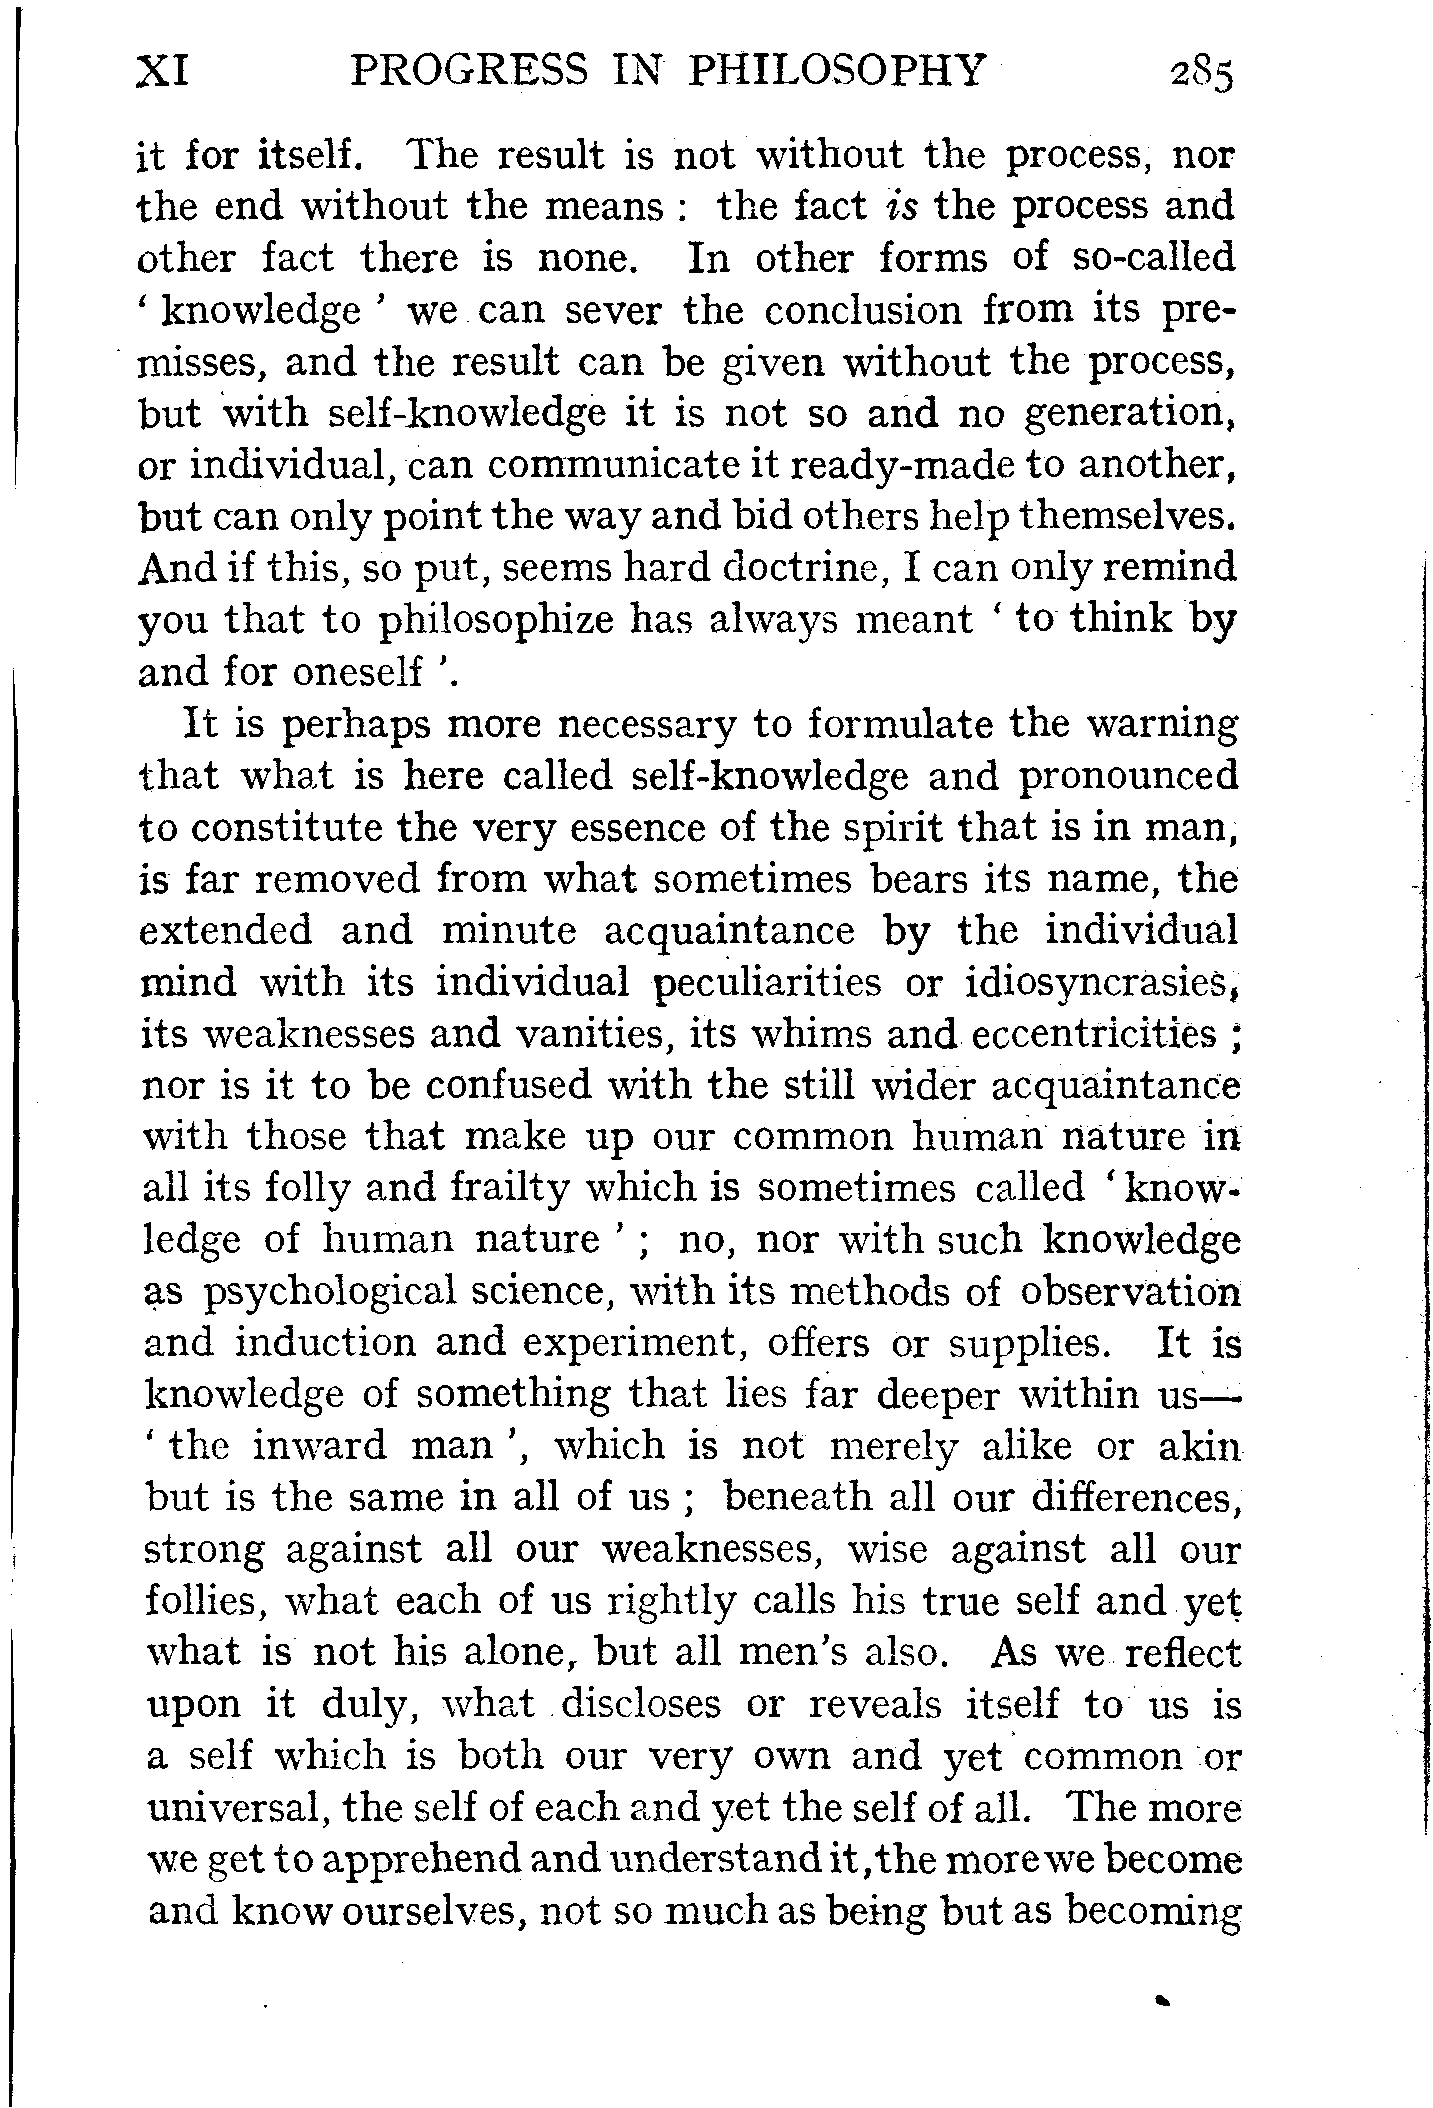 XI PROGRESS IN PHILOSOPHY 285
it for itself. The result is not without the process, nor
the end without the means : the fact is the process and
other fact there is none. In other forms of so-called
‘ knowledge ’ we can sever the conclusion from its pre-
misses, and the result can be given without the process,
but with self-knowledge it is not so and no generation,
or individual, can communicate it ready-made to another,
but can only point the way and bid others help themselves.
And if this, so put, seems hard doctrine, I can only remind
you that to philosophize has always meant ‘ to think by
and for oneself ’.
It is perhaps more necessary to formulate the warning
that what is here called self-knowledge and pronounced
to constitute the very essence of the spirit that is in man,
is far removed from what sometimes bears its name, the
extended and minute acquaintance by the individual
mind with its individual peculiarities or idiosyncrasies,
its weaknesses and vanities, its whims and eccentricities ;
nor is it to be confused with the still wider acquaintance
with those that make up our common human nature in
all its folly and frailty which is sometimes called ‘ know-
ledge of human nature ’ ; no, nor with such knowledge
as psychological science, with its methods of observation
and induction and experiment, offers or supplies. It is
knowledge of something that lies far deeper within us—
‘ the inward man ’, which is not merely alike or akin
but is the same in all of us ; beneath all our differences,
strong against all our weaknesses, wise against all our
follies, what each of us rightly calls his true self and yet
what is not his alone, but all men's also. As we reflect
upon it duly, what discloses or reveals itself to us is
a self which is both our very own and yet common or
universal, the self of each and yet the self of all. The more
we get to apprehend and understand it, the more we become
and know ourselves, not so much as being but as becoming